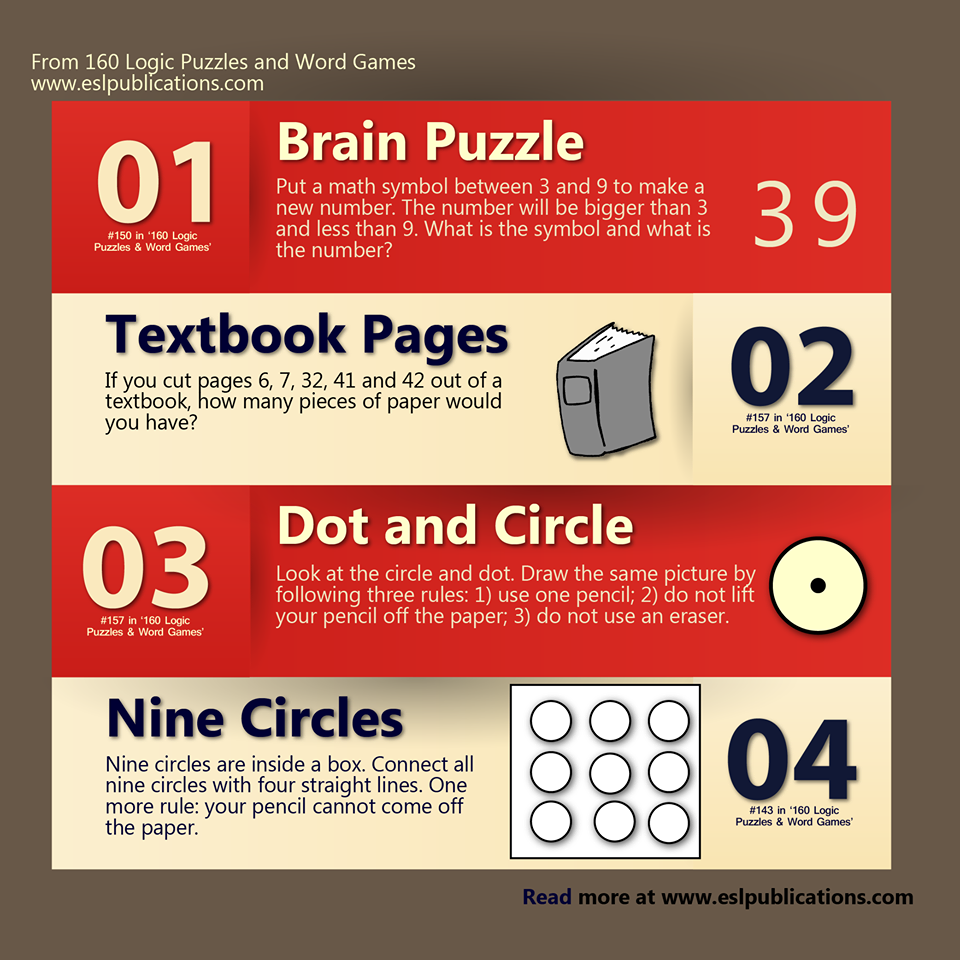 From 160 Logic Puzzles and Word Games
www.eslpublications.com
01
#150 in ‘160 Logic
Puzzles & Word Games’
Brain Puzzle
Put a math symbol between 3 and 9 to make a
new number. The number will be bigger than 3
and less than 9. What is the symbol and what is
the number?
3 9
Textbook Pages
If you cut pages 6, 7, 32, 41 and 42 out of a
textbook, how many pieces of paper would
you have?
02
#157 in ‘160 Logic
Puzzles & Word Games’
03
#157 in ‘160 Logic
Puzzles & Word Games’
Dot and Circle
Look at the circle and dot. Draw the same picture by
following three rules: 1) use one pencil; 2) do not lift
your pencil off the paper; 3) do not use an eraser.
Nine Circles
Nine circles are inside a box. Connect all
nine circles with four straight lines. One
more rule: your pencil cannot come off
the paper.
04
#143 in ‘160 Logic
Puzzles & Word Games’
Read more at www.eslpublications.com